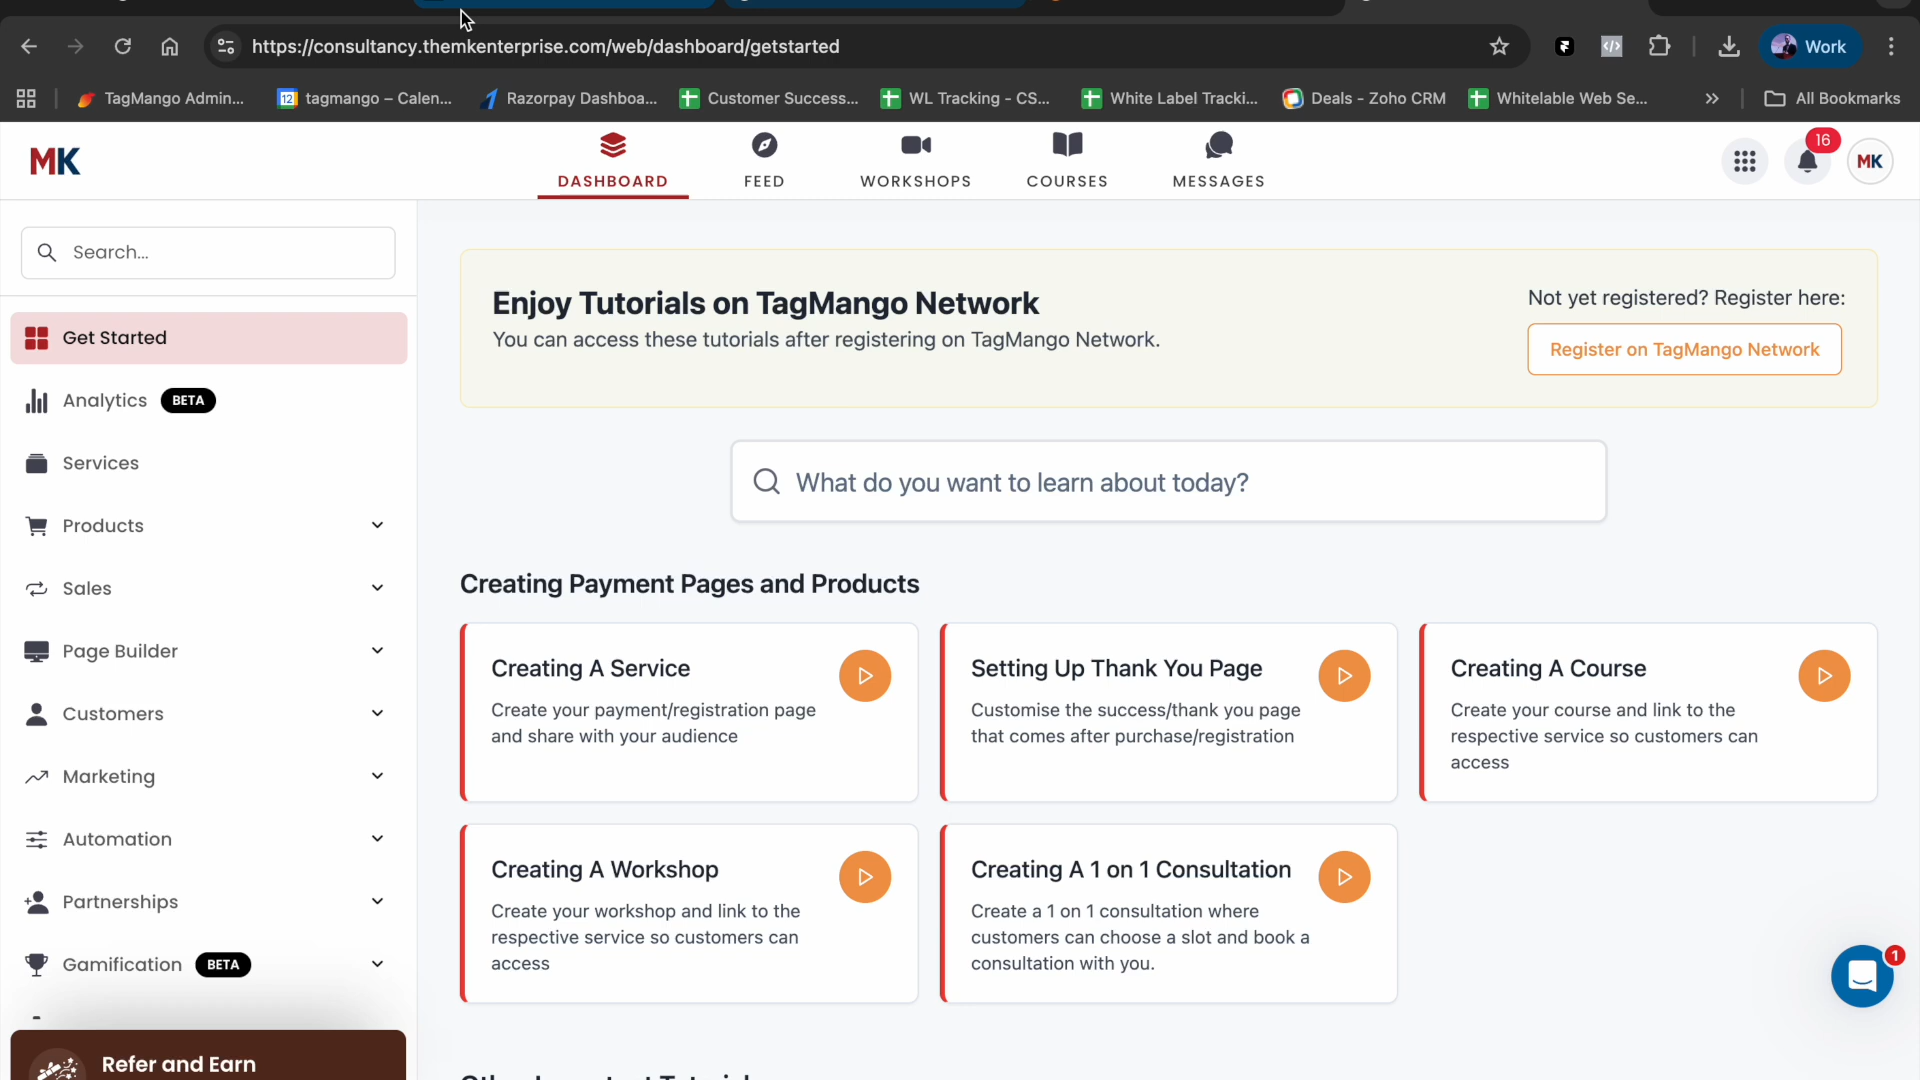 https://consultancy.themkenterprise.com/web/dashboard/getstarted
Work
TagMango Admin...
12
tagmango – Calen...
Razorpay Dashboa...
Customer Success...
WL Tracking - CS...
White Label Tracki...
Deals - Zoho CRM
Whitelable Web Se...
All Bookmarks
MK
DASHBOARD
FEED
WORKSHOPS
COURSES
MESSAGES
16
MK
Search...
Get Started
Analytics BETA
Services
Products
Sales
Page Builder
Customers
Marketing
Automation
Partnerships
Gamification BETA
Refer and Earn
Enjoy Tutorials on TagMango Network
You can access these tutorials after registering on TagMango Network.
Not yet registered? Register here:
Register on TagMango Network
What do you want to learn about today?
Creating Payment Pages and Products
Creating A Service
Create your payment/registration page
and share with your audience
Setting Up Thank You Page
Customise the success/thank you page
that comes after purchase/registration
Creating A Course
Create your course and link to the
respective service so customers can
access
Creating A Workshop
Create your workshop and link to the
respective service so customers can
access
Creating A 1 on 1 Consultation
Create a 1 on 1 consultation where
customers can choose a slot and book a
consultation with you.
1